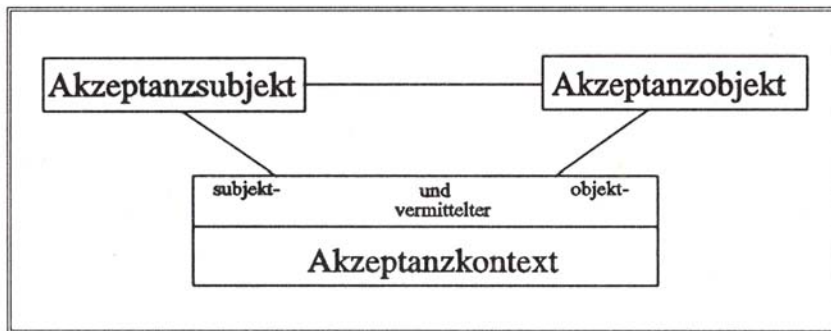 Akzeptanzsubjekt
Akzeptanzobjekt
subjekt- und objekt-
vermittelter
Akzeptanzkontext